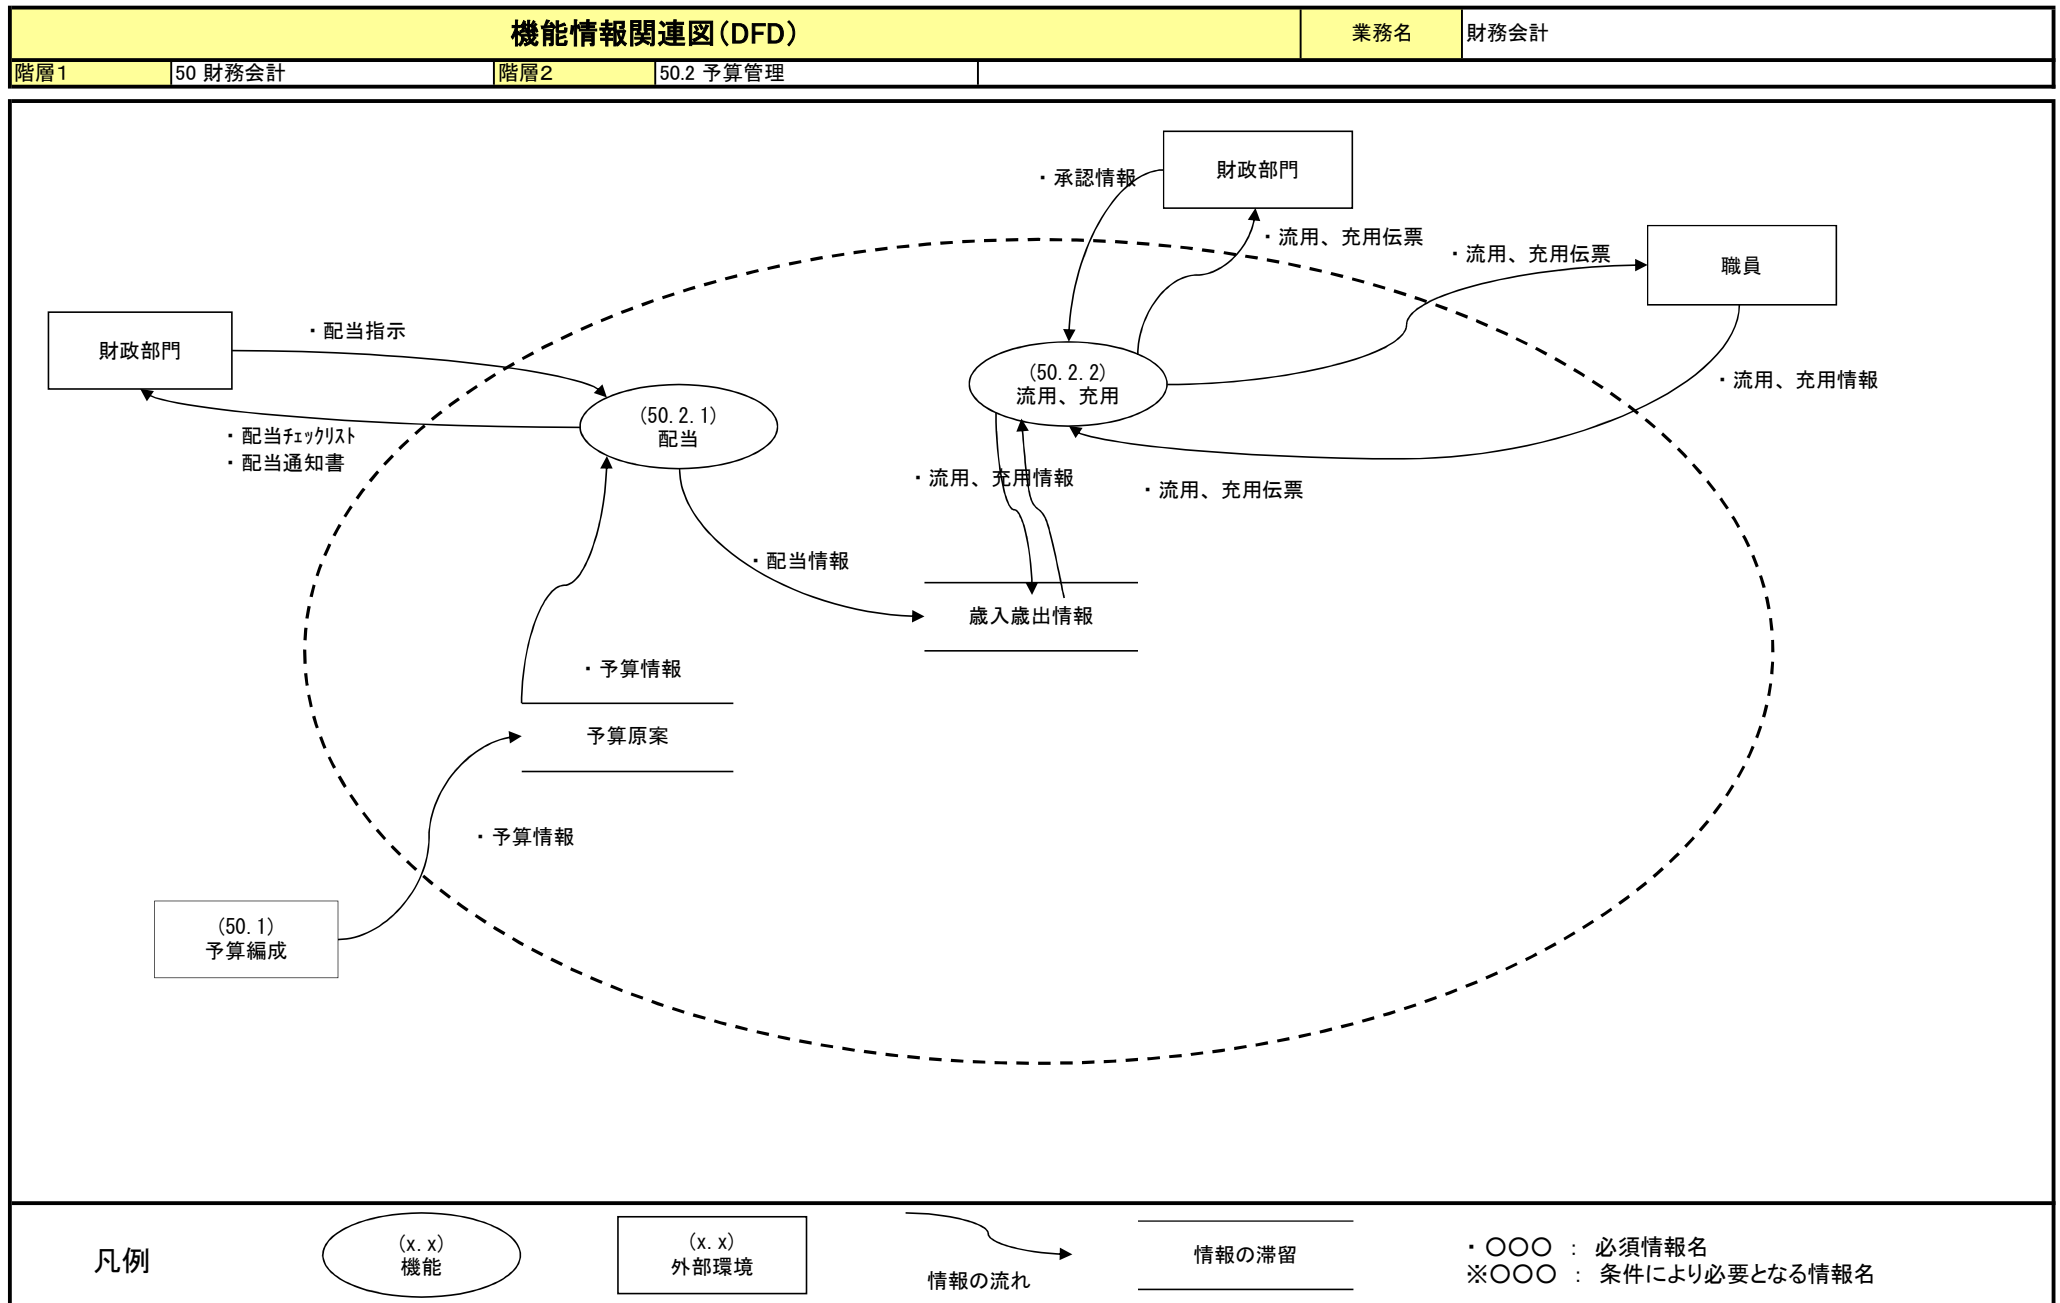 機能情報関連図(DFD)
業務名
財務会計
階層1
50 財務会計
階層2
50.2 予算管理
財政部門
・承認情報
・流用、充用伝票
・流用、充用伝票
職員
・配当指示
財政部門
(50.2.2)
流用、充用
・流用、充用情報
(50.2.1)
配当
・配当ﾁｪｯｸﾘｽﾄ
・配当通知書
・流用、充用情報
・流用、充用伝票
・配当情報
歳入歳出情報
・予算情報
予算原案
・予算情報
(50.1)
予算編成
凡例
(x.x)
機能
(x.x)
外部環境
情報の流れ
情報の滞留
・○○○ : 必須情報名
※○○○ : 条件により必要となる情報名